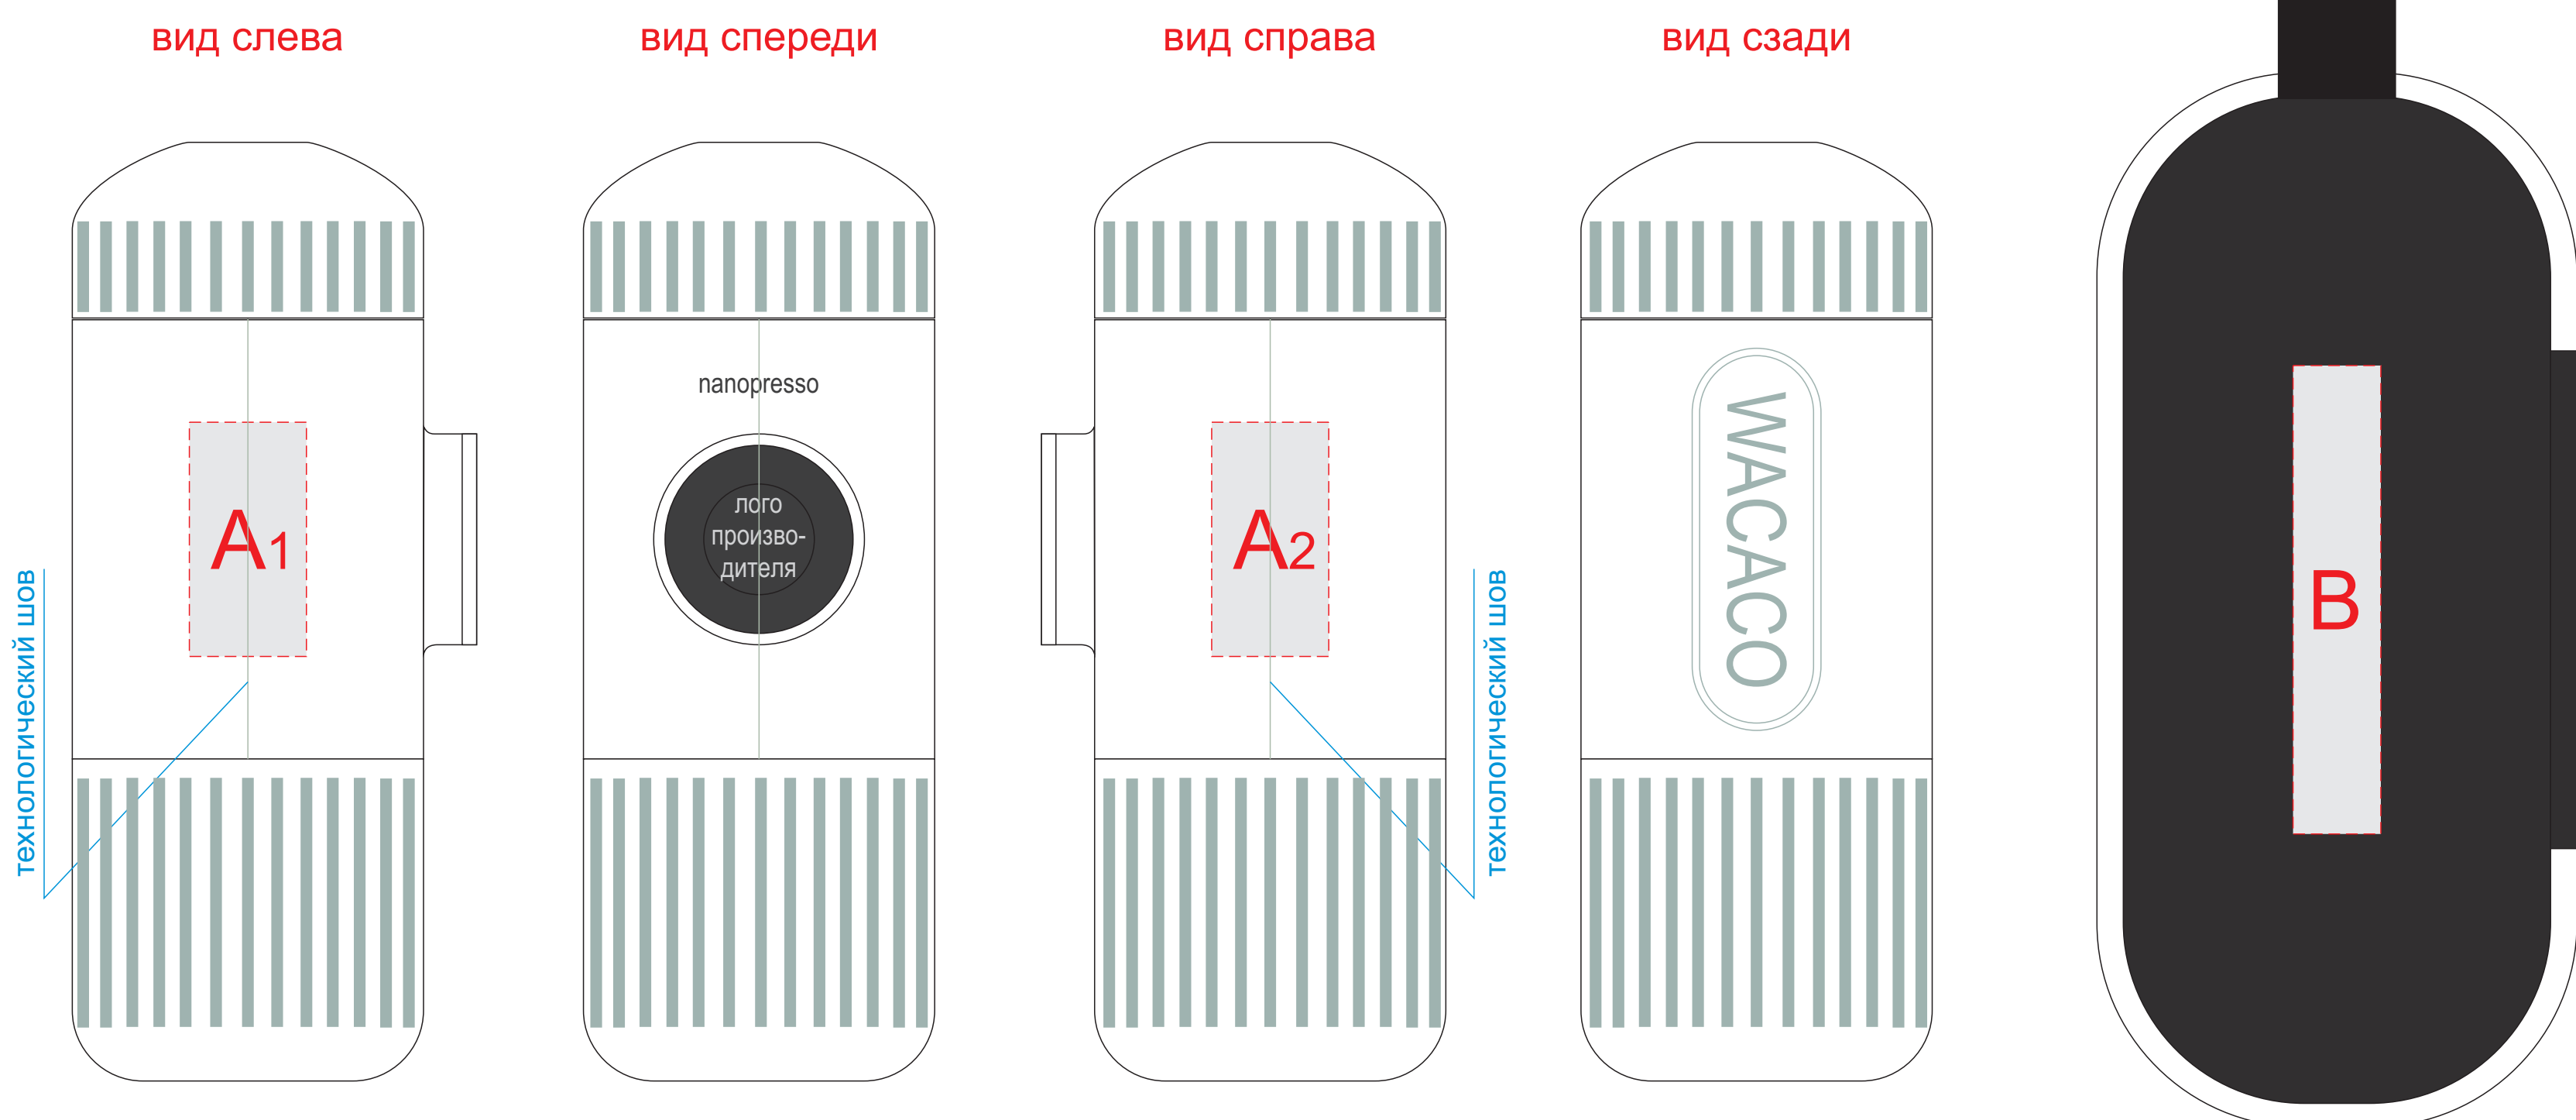 вид слева
вид спереди
вид справа
вид сзади
nanopresso
лого
произво-
дителя
A1
A2
WACACO
B
технологический шов
технологический шов